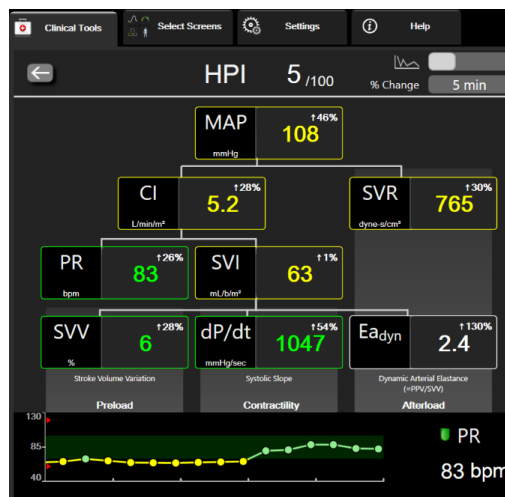 Clinical Tools
Select Screens
Settings
Help
HPI 5 /100
% Change 5 min
MAP ↑46%
108
mmHg
CI ↑28%
5.2
L/min/m²
SVR ↑30%
765
dyne-s/cm⁵
PR ↑26%
83
bpm
SVI ↑1%
63
mL/b/m²
SVV ↑28%
6
%
dP/dt ↑54%
1047
mmHg/sec
Eadyn ↑130%
2.4
Stroke Volume Variation
Systolic Slope
Dynamic Arterial Elastance
(=PPV/SVV)
Preload
Contractility
Afterload
130
85
40
PR
83 bpm